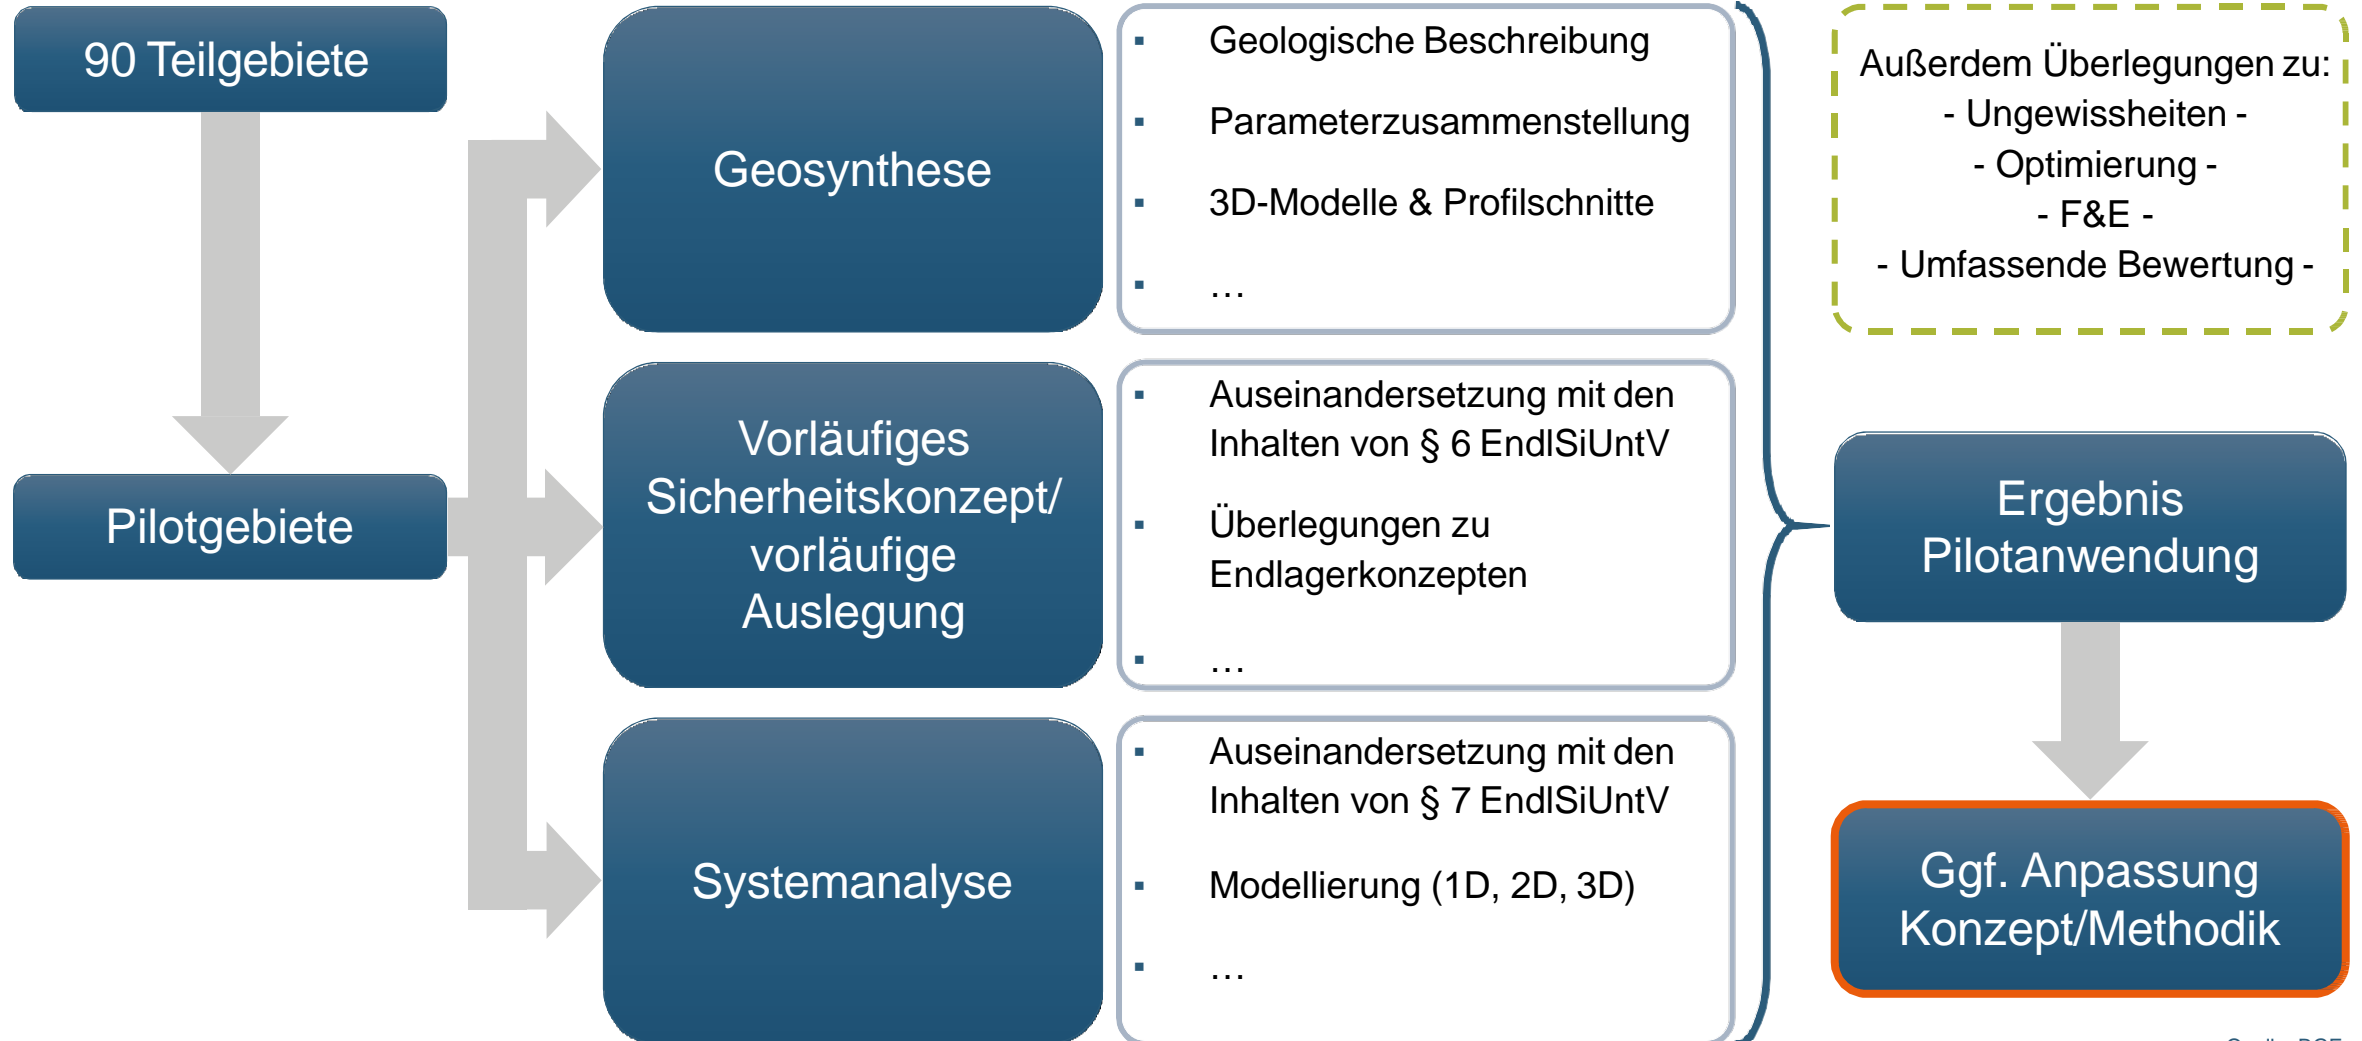 90 Teilgebiete
Pilotgebiete
Geosynthese
▪ Geologische Beschreibung
▪ Parameterzusammenstellung
▪ 3D-Modelle & Profilschnitte
▪ …
Vorläufiges
Sicherheitskonzept/
vorläufige
Auslegung
▪ Auseinandersetzung mit den
Inhalten von § 6 EndlSiUntV
▪ Überlegungen zu
Endlagerkonzepten
▪ …
Systemanalyse
▪ Auseinandersetzung mit den
Inhalten von § 7 EndlSiUntV
▪ Modellierung (1D, 2D, 3D)
▪ …
Außerdem Überlegungen zu:
- Ungewissheiten -
- Optimierung -
- F&E -
- Umfassende Bewertung -
Ergebnis
Pilotanwendung
Ggf. Anpassung
Konzept/Methodik